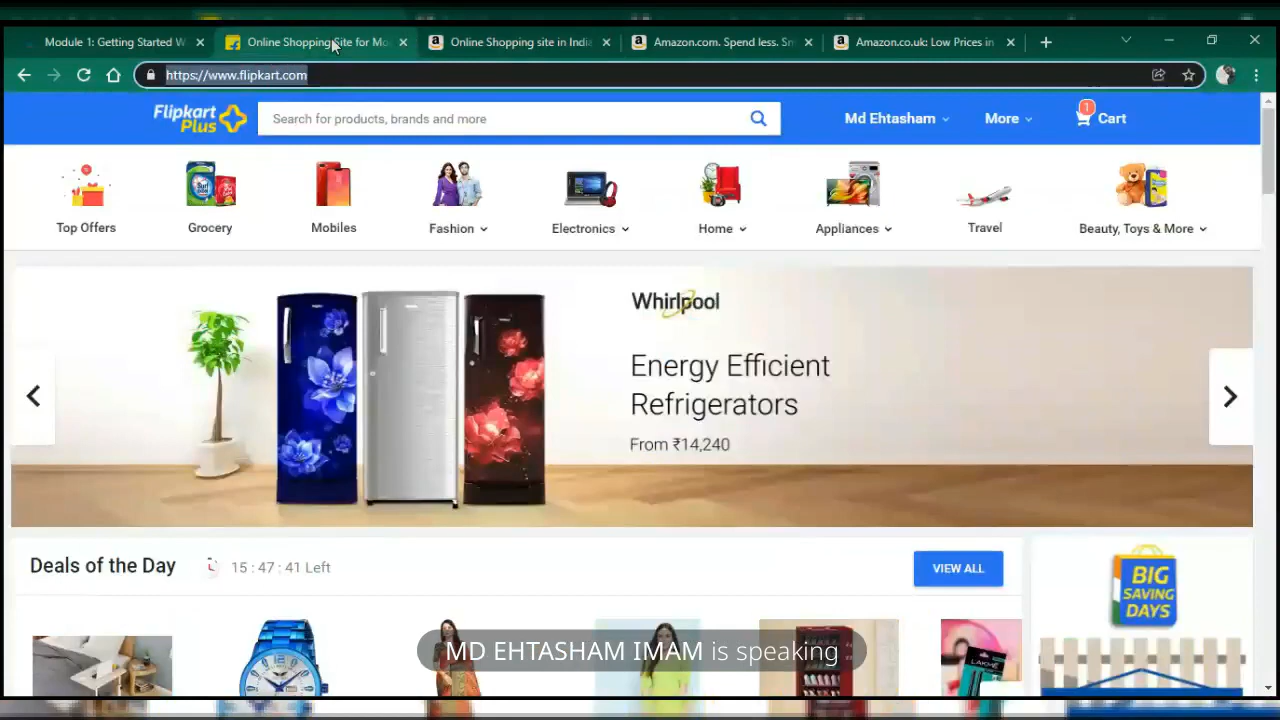 Module 1: Getting Started W
Online Shopping Site for Mo
Online Shopping site in Indi
Amazon.com. Spend less. Sm
Amazon.co.uk: Low Prices in
https://www.flipkart.com
Flipkart
Plus
Search for products, brands and more
Md Ehtasham
More
1
Cart
Top Offers
Grocery
Mobiles
Fashion
Electronics
Home
Appliances
Travel
Beauty, Toys & More
Whirlpool
Energy Efficient
Refrigerators
From ₹14,240
Deals of the Day
15 : 47 : 41 Left
VIEW ALL
BIG
SAVING
DAYS
LAKMÉ
MD EHTASHAM IMAM is speaking